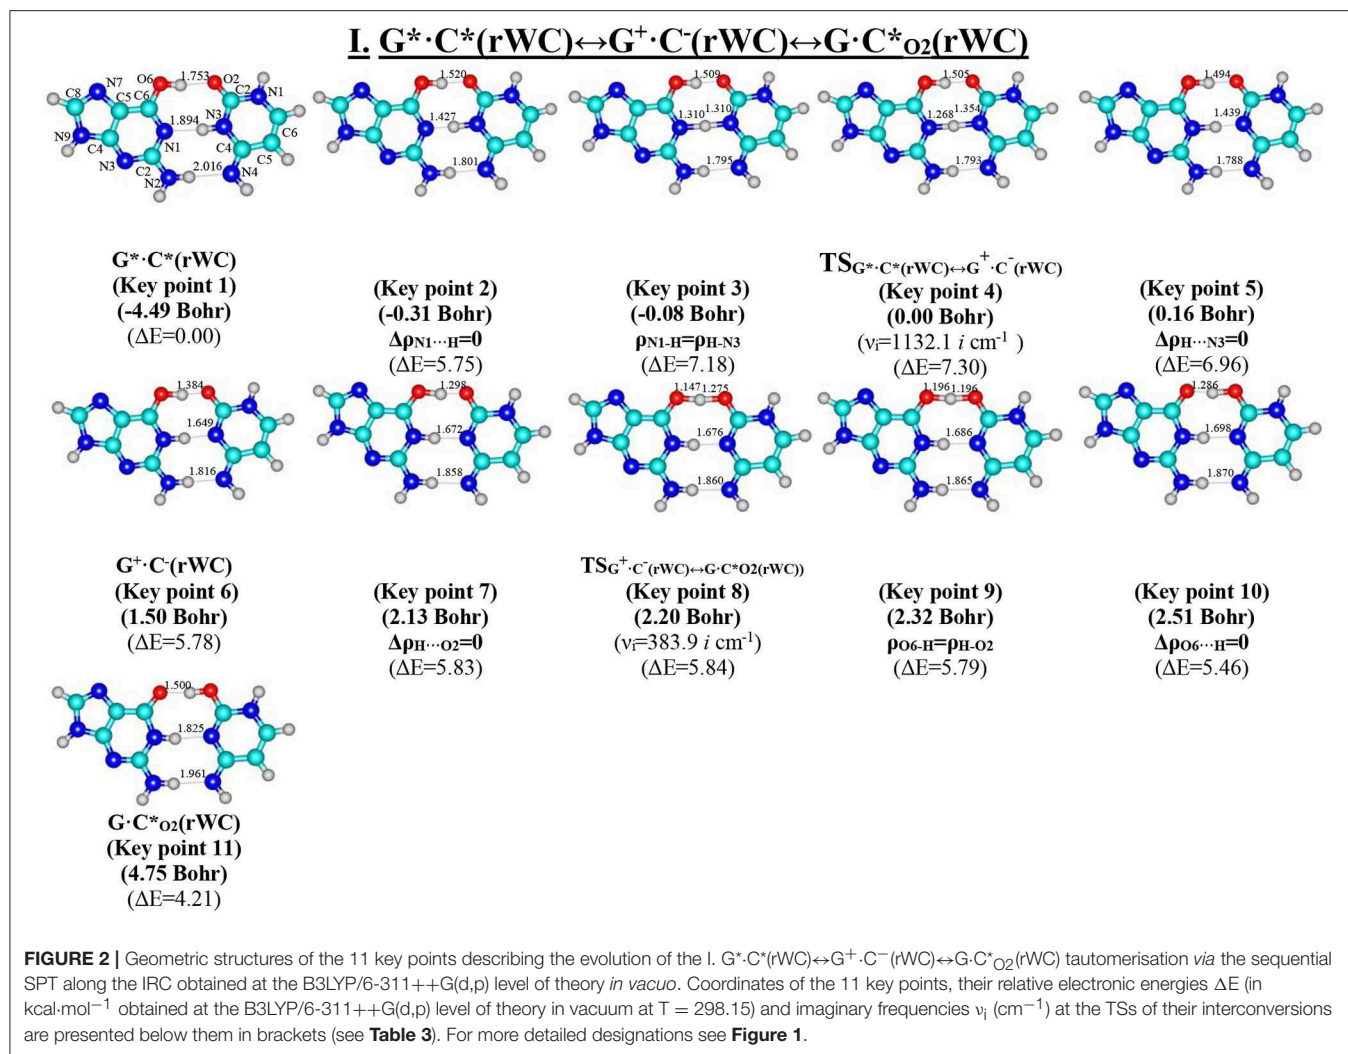 I. G*·C*(rWC)↔G⁺·C⁻(rWC)↔G·C*O2(rWC)
N7 O6 1.753 O2 C2 N1 C8 C5 C6 N3 1.894 N9 C4 N1 C4 C6 N3 C2 2.016 C5 N2 N4
1.520 1.427 1.801
1.509 1.310 1.310 1.795
1.505 1.268 1.354 1.793
1.494 1.439 1.788
G*·C*(rWC)
(Key point 1)
(-4.49 Bohr)
(ΔE=0.00)
(Key point 2)
(-0.31 Bohr)
ΔρN1···H=0
(ΔE=5.75)
(Key point 3)
(-0.08 Bohr)
ρN1-H=ρH-N3
(ΔE=7.18)
TSG*·C*(rWC)↔G⁺·C⁻(rWC)
(Key point 4)
(0.00 Bohr)
(νi=1132.1 i cm⁻¹ )
(ΔE=7.30)
(Key point 5)
(0.16 Bohr)
ΔρH···N3=0
(ΔE=6.96)
1.384 1.649 1.816
1.298 1.672 1.858
1.147 1.275 1.676 1.860
1.196 1.196 1.686 1.865
1.286 1.698 1.870
G⁺·C⁻(rWC)
(Key point 6)
(1.50 Bohr)
(ΔE=5.78)
(Key point 7)
(2.13 Bohr)
ΔρH···O2=0
(ΔE=5.83)
TSG⁺·C⁻(rWC)↔G·C*O2(rWC))
(Key point 8)
(2.20 Bohr)
(νi=383.9 i cm⁻¹)
(ΔE=5.84)
(Key point 9)
(2.32 Bohr)
ρO6-H=ρH-O2
(ΔE=5.79)
(Key point 10)
(2.51 Bohr)
ΔρO6···H=0
(ΔE=5.46)
1.500 1.825 1.961
G·C*O2(rWC)
(Key point 11)
(4.75 Bohr)
(ΔE=4.21)
FIGURE 2 | Geometric structures of the 11 key points describing the evolution of the I. G*·C*(rWC)↔G⁺·C⁻(rWC)↔G·C*O2(rWC) tautomerisation via the sequential
SPT along the IRC obtained at the B3LYP/6-311++G(d,p) level of theory in vacuo. Coordinates of the 11 key points, their relative electronic energies ΔE (in
kcal·mol⁻¹ obtained at the B3LYP/6-311++G(d,p) level of theory in vacuum at T = 298.15) and imaginary frequencies νi (cm⁻¹) at the TSs of their interconversions
are presented below them in brackets (see Table 3). For more detailed designations see Figure 1.